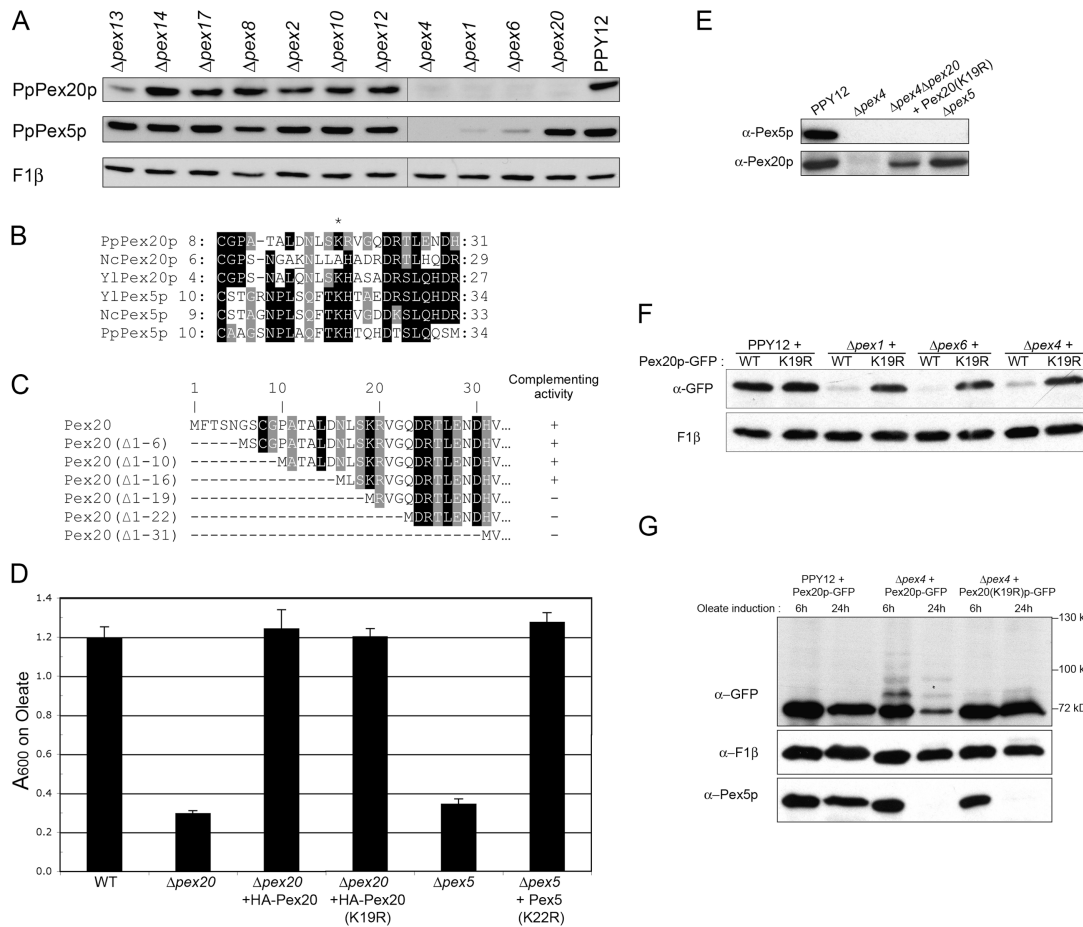 A
Δpex13
Δpex14
Δpex17
Δpex8
Δpex2
Δpex10
Δpex12
Δpex4
Δpex1
Δpex6
Δpex20
PPY12
PpPex20p
PpPex5p
F1β
B
*
PpPex20p 8: CGPA-TALDNLSKRVGQDRTLENDH:31
NcPex20p 6: CGPS-NGAKNLLAHADRDRTLHQDR:29
YlPex20p 4: CGPS-NALQNLSKHASADRSLQHDR:27
YlPex5p 10: CSTGRNPLSQFTKHTAEDRSLQHDR:34
NcPex5p 9: CSTAGNPLSQFTKHVGDDKSLQHDR:33
PpPex5p 10: CAAGSNPLAQFTKHTQHDTSLQQSM:34
C
1 10 20 30
Complementing activity
Pex20 MFTSNGSCGPATALDNLSKRVGQDRTLENDHV… +
Pex20(Δ1-6) -----MSCGPATALDNLSKRVGQDRTLENDHV… +
Pex20(Δ1-10) ---------MATALDNLSKRVGQDRTLENDHV… +
Pex20(Δ1-16) ---------------MLSKRVGQDRTLENDHV… +
Pex20(Δ1-19) ------------------MRVGQDRTLENDHV… –
Pex20(Δ1-22) ---------------------MDRTLENDHV… –
Pex20(Δ1-31) ------------------------------MV… –
D
A600 on Oleate
1.4
1.2
1.0
0.8
0.6
0.4
0.2
0.0
WT
Δpex20
Δpex20 +HA-Pex20
Δpex20 +HA-Pex20 (K19R)
Δpex5
Δpex5 + Pex5 (K22R)
E
PPY12
Δpex4
Δpex4Δpex20 + Pex20(K19R)
Δpex5
α-Pex5p
α-Pex20p
F
PPY12 + Δpex1 + Δpex6 + Δpex4 +
Pex20p-GFP : WT K19R WT K19R WT K19R WT K19R
α-GFP
F1β
G
PPY12 + Pex20p-GFP
Δpex4 + Pex20p-GFP
Δpex4 + Pex20(K19R)p-GFP
Oleate induction : 6h 24h 6h 24h 6h 24h
130 k
100 k
72 kD
α–GFP
α–F1β
α–Pex5p